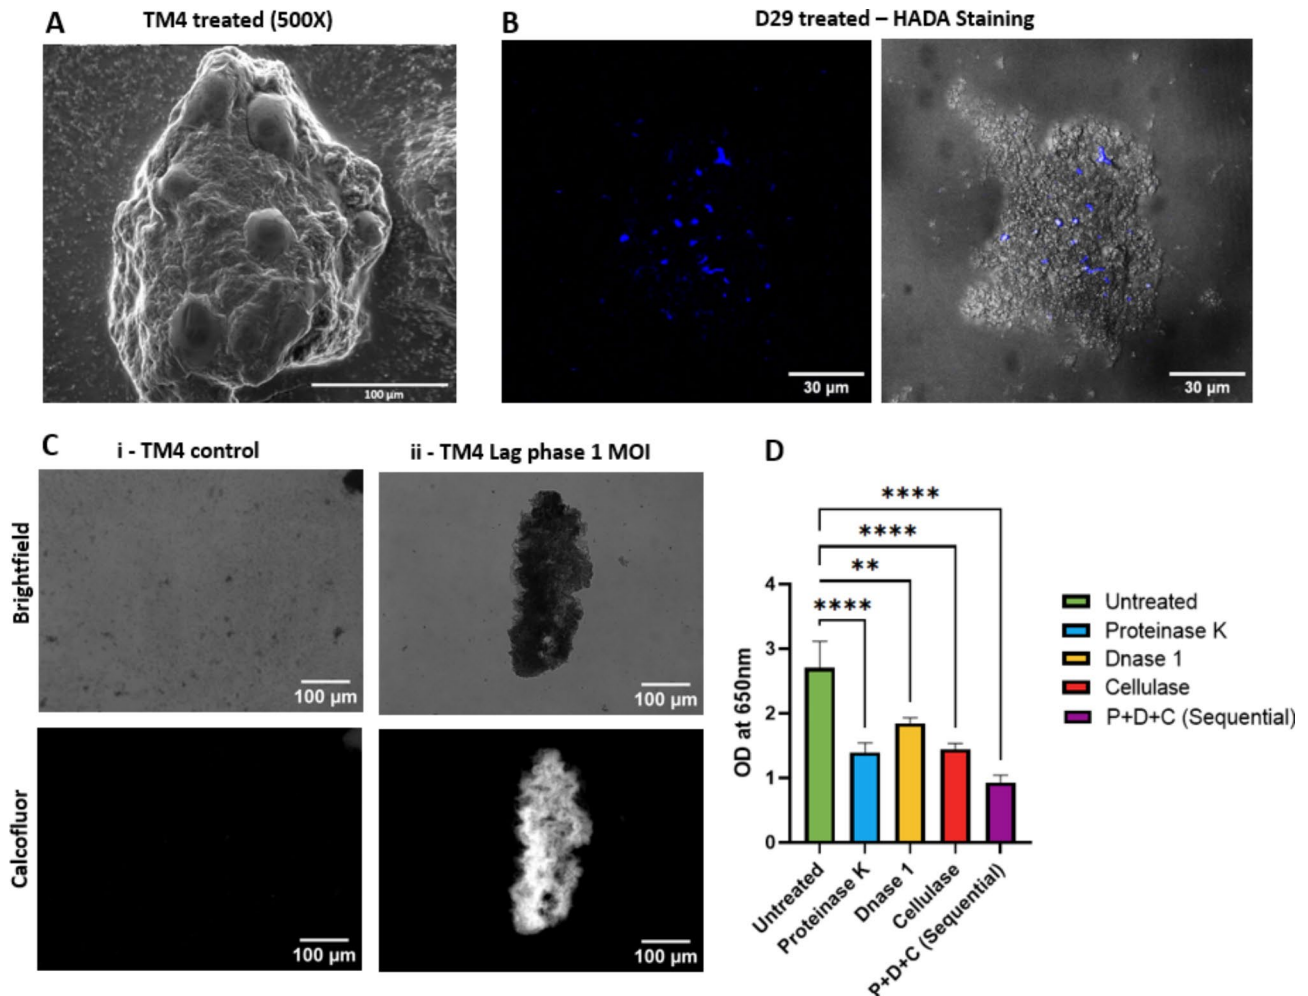 A
TM4 treated (500X)
100 µm
B
D29 treated – HADA Staining
30 µm
30 µm
C
i - TM4 control
ii - TM4 Lag phase 1 MOI
Brightfield
100 µm
100 µm
Calcofluor
100 µm
100 µm
D
****
****
**
****
OD at 650nm
4
3
2
1
0
Untreated
Proteinase K
Dnase 1
Cellulase
P+D+C (Sequential)
Untreated
Proteinase K
Dnase 1
Cellulase
P+D+C (Sequential)